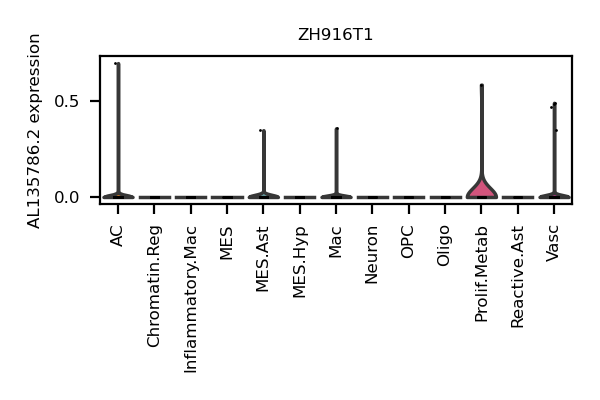 ZH916T1
AL135786.2 expression
0.5
0.0
AC
Chromatin.Reg
Inflammatory.Mac
MES
MES.Ast
MES.Hyp
Mac
Neuron
OPC
Oligo
Prolif.Metab
Reactive.Ast
Vasc